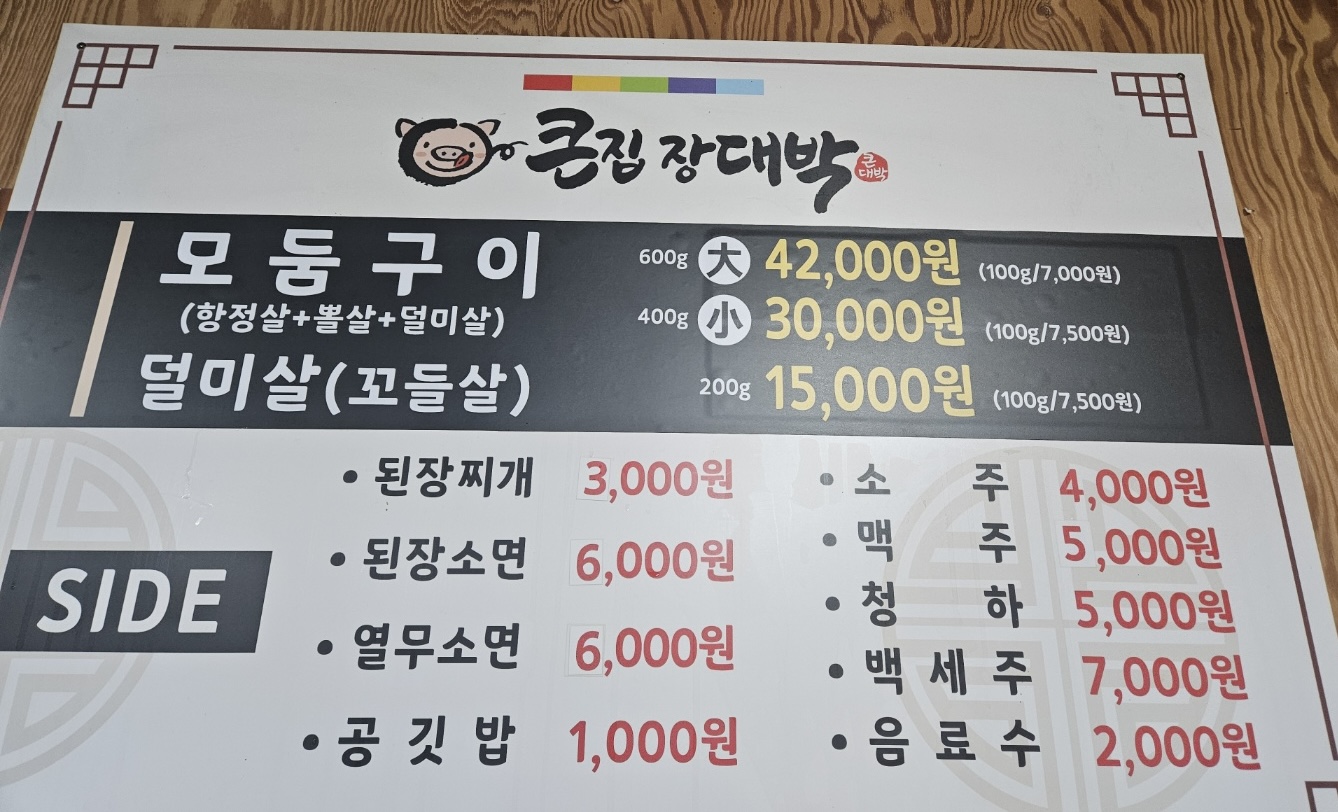 큰집 장대박 큰대박
모둠구이 600g 大 42,000원 (100g/7,000원)
(항정살+뽈살+덜미살) 400g 小 30,000원 (100g/7,500원)
덜미살(꼬들살) 200g 15,000원 (100g/7,500원)
SIDE
• 된장찌개 3,000원
• 된장소면 6,000원
• 열무소면 6,000원
• 공깃밥 1,000원
• 소주 4,000원
• 맥주 5,000원
• 청하 5,000원
• 백세주 7,000원
• 음료수 2,000원